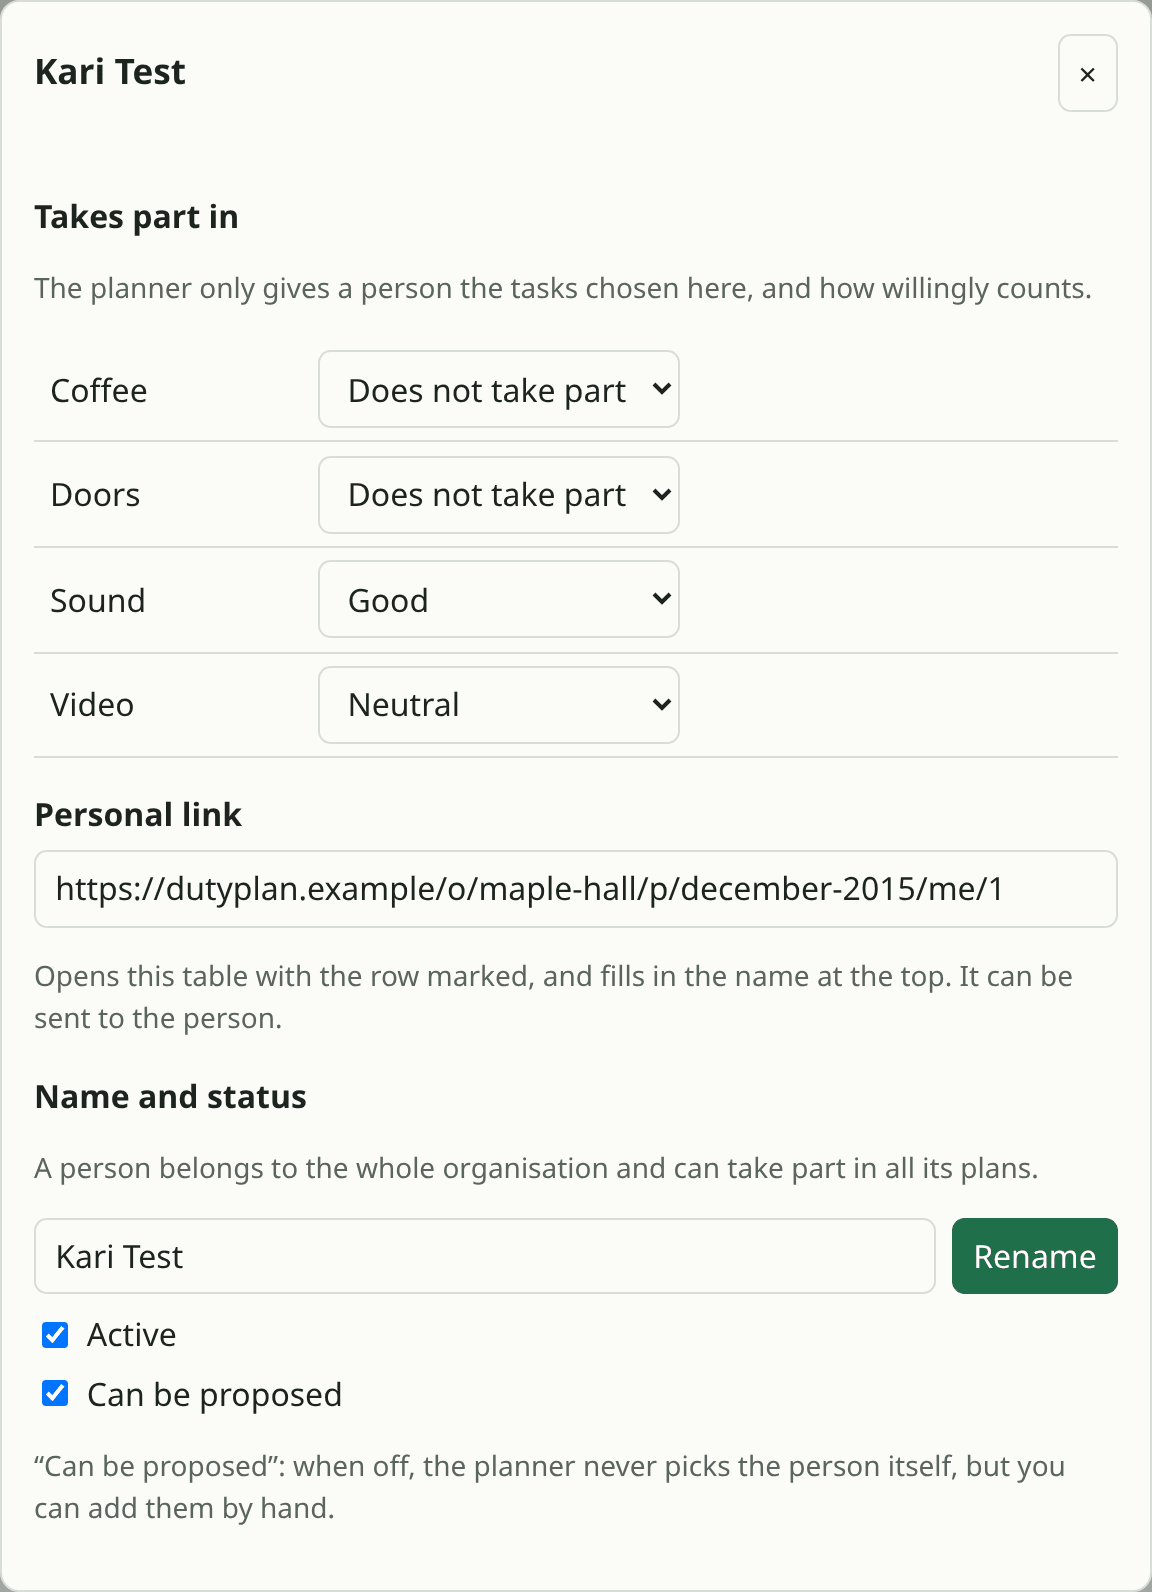 Kari Test
×
Takes part in
The planner only gives a person the tasks chosen here, and how willingly counts.
Coffee Does not take part
Doors Does not take part
Sound Good
Video Neutral
Personal link
https://dutyplan.example/o/maple-hall/p/december-2015/me/1
Opens this table with the row marked, and fills in the name at the top. It can be
sent to the person.
Name and status
A person belongs to the whole organisation and can take part in all its plans.
Kari Test Rename
Active
Can be proposed
“Can be proposed”: when off, the planner never picks the person itself, but you
can add them by hand.